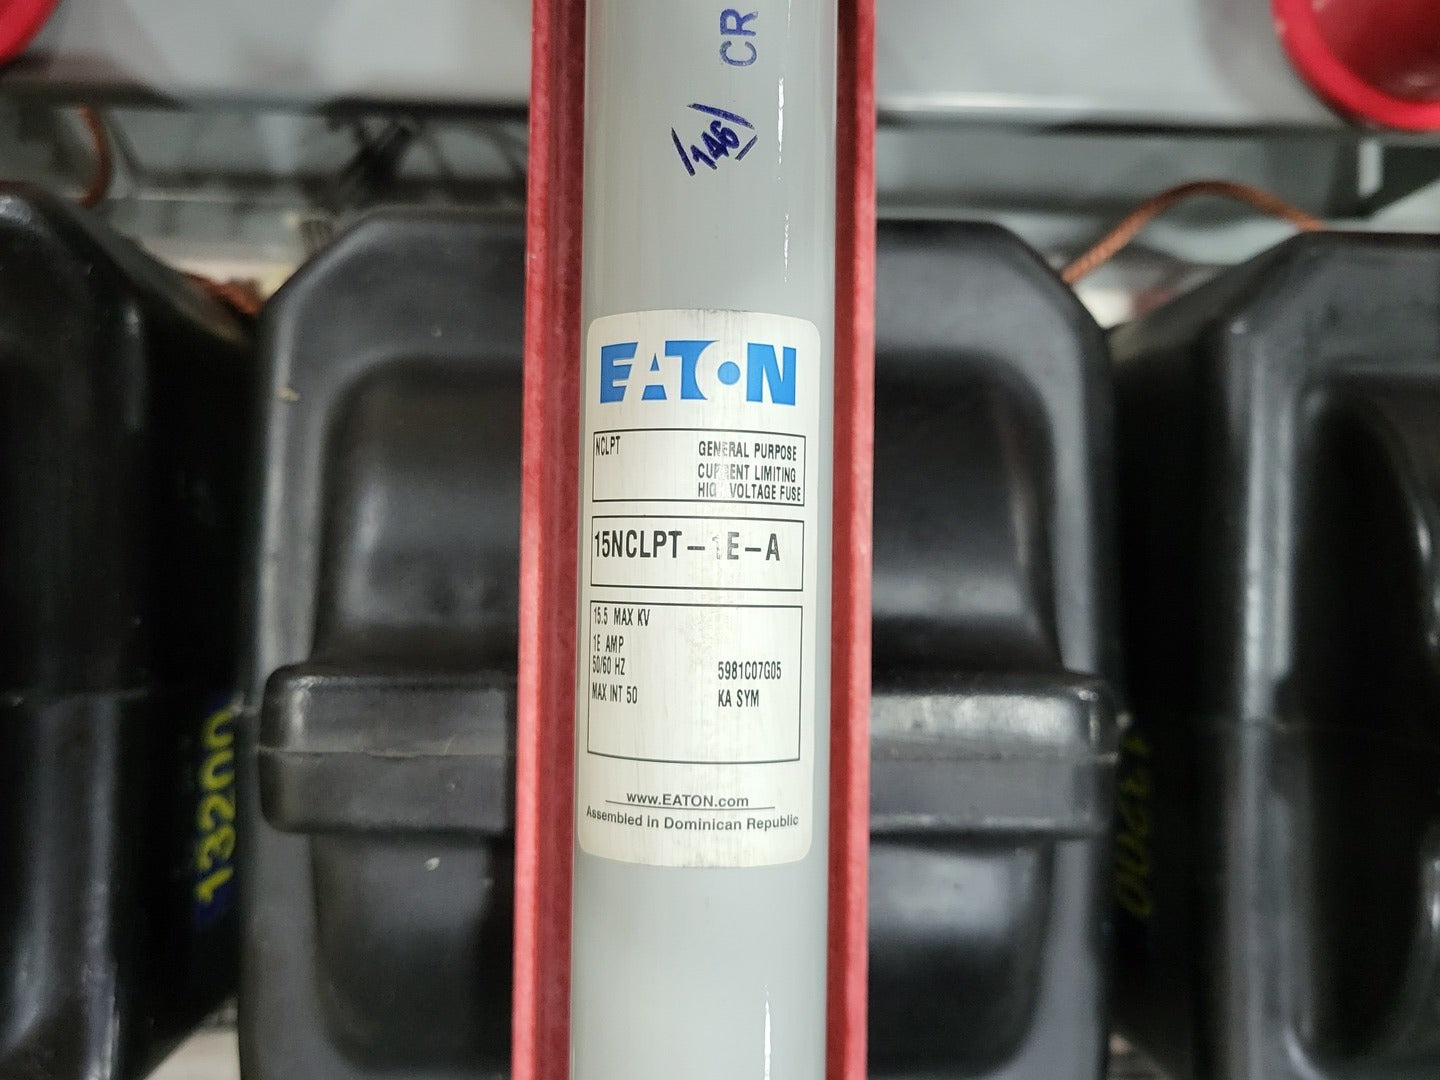 CR
146
EATON
NCLPT
GENERAL PURPOSE
CURRENT LIMITING
HIGH VOLTAGE FUSE
15NCLPT-1E-A
15.5 MAX KV
1E AMP
50/60 HZ 5981C07G05
MAX INT 50 KA SYM
www.EATON.com
Assembled in Dominican Republic
13200
13200